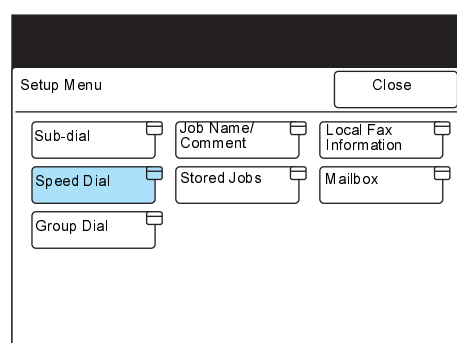 Setup Menu
Close
Sub-dial
Job Name/
Comment
Local Fax
Information
Speed Dial
Stored Jobs
Mailbox
Group Dial